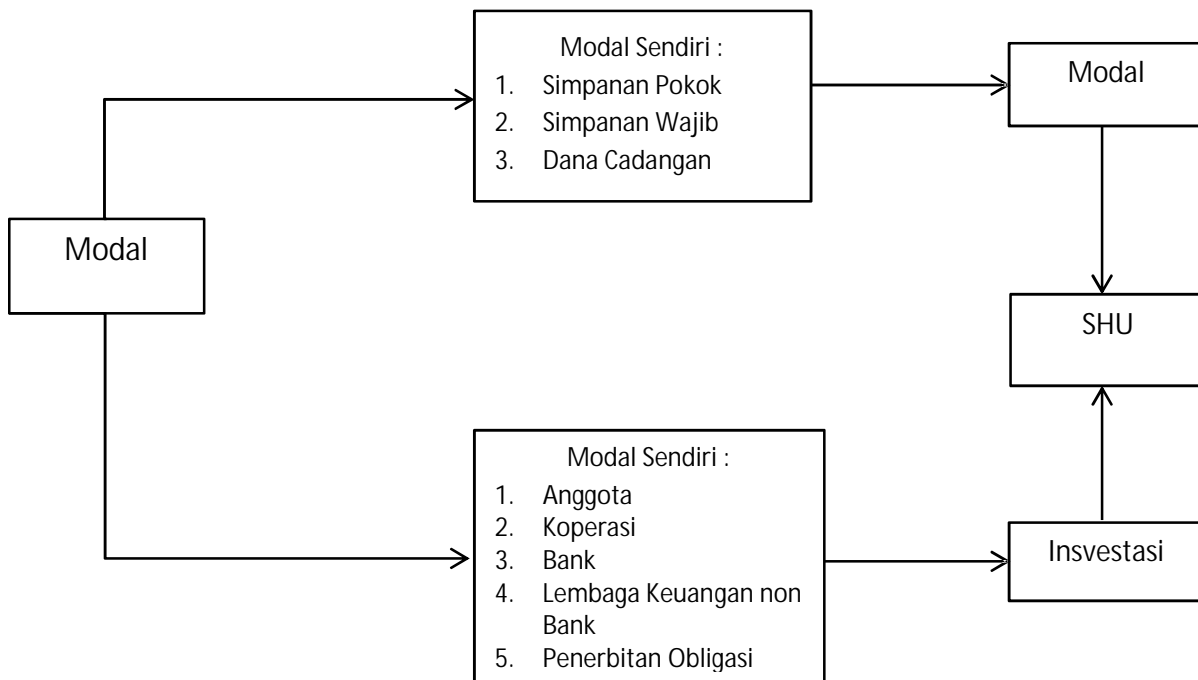 Modal Sendiri :
1. Simpanan Pokok
2. Simpanan Wajib
3. Dana Cadangan
Modal
Modal
SHU
Modal Sendiri :
1. Anggota
2. Koperasi
3. Bank
4. Lembaga Keuangan non
Bank
5. Penerbitan Obligasi
Insvestasi